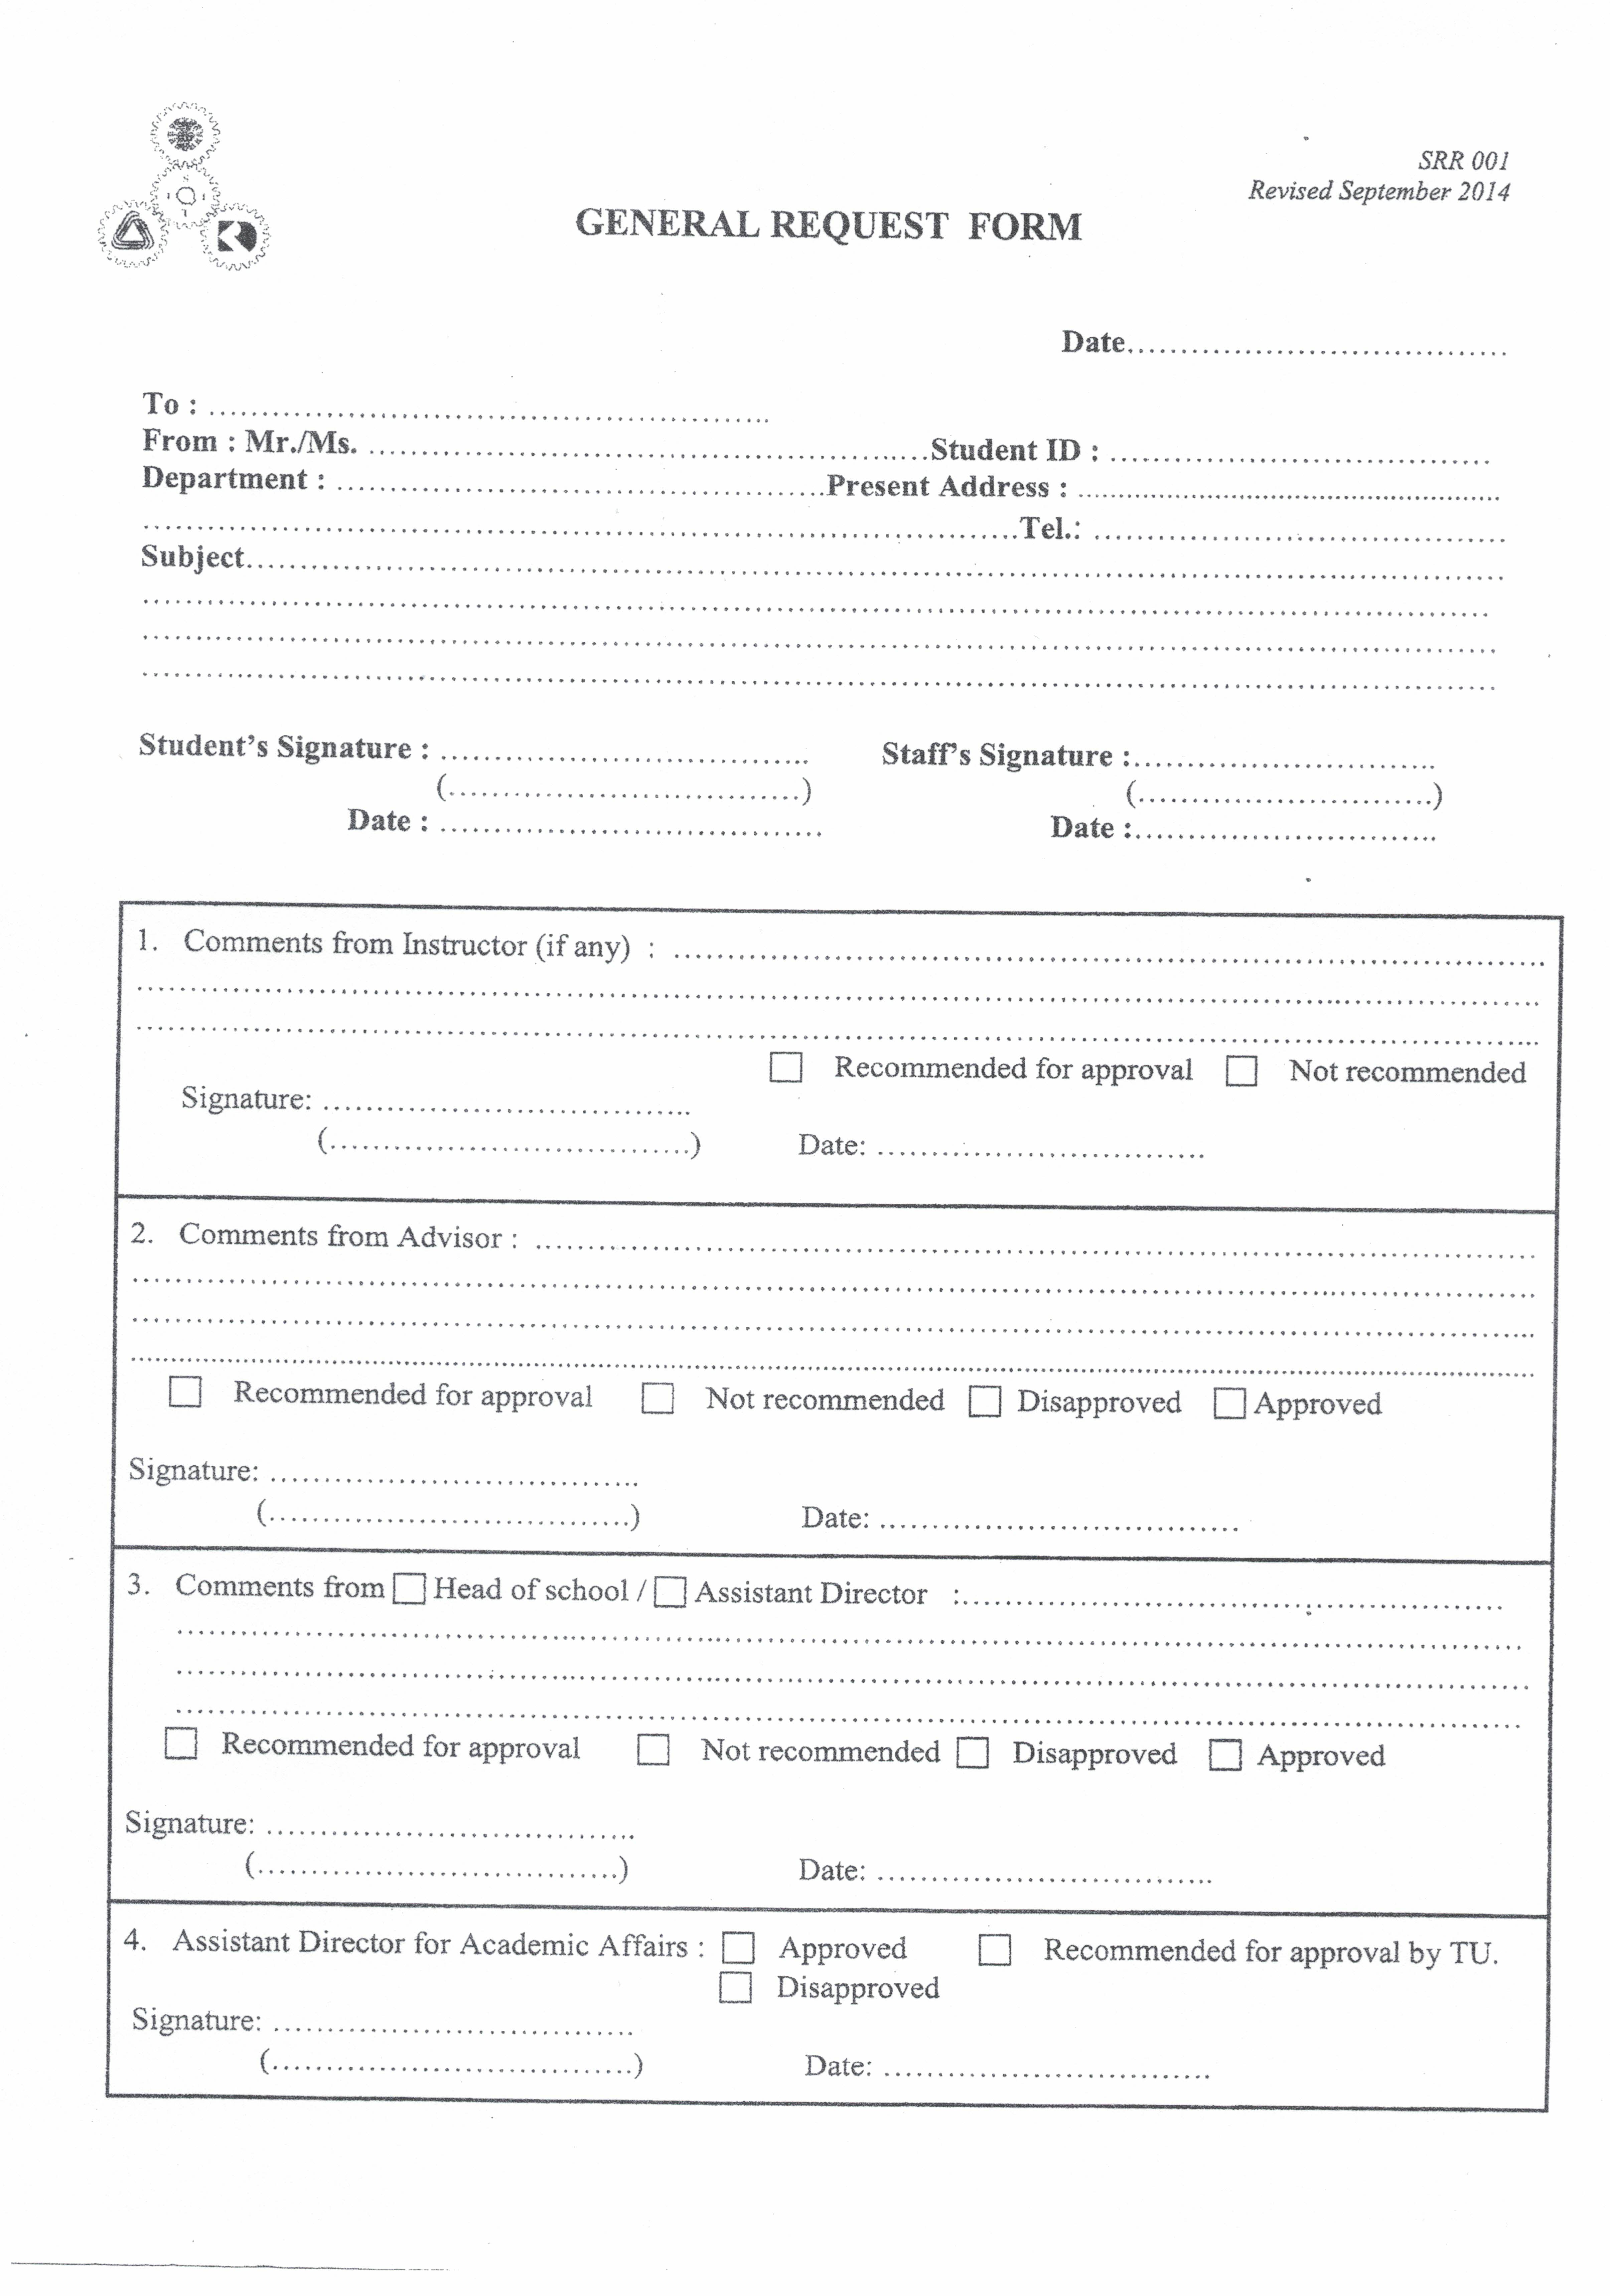 SRR 001
Revised September 2014
GENERAL REQUEST FORM
Date....................................
To : ......................................................
From : Mr./Ms. ......................................................Student ID : .....................................
Department : ...............................................Present Address : ..........................................
.....................................................................................Tel.: ........................................
Subject.........................................................................................................................
..................................................................................................................................
..................................................................................................................................
..................................................................................................................................
Student's Signature : ................................... Staff's Signature :.............................
(..................................) (............................)
Date : ..................................... Date :.............................
1. Comments from Instructor (if any) : ....................................................................................
..................................................................................................................................
..................................................................................................................................
☐ Recommended for approval ☐ Not recommended
Signature: ...................................
(..................................) Date: ...............................
2. Comments from Advisor : ................................................................................................
..................................................................................................................................
..................................................................................................................................
..................................................................................................................................
☐ Recommended for approval ☐ Not recommended ☐ Disapproved ☐ Approved
Signature: ...................................
(..................................) Date: ..................................
3. Comments from ☐ Head of school / ☐ Assistant Director :....................................................
..................................................................................................................................
..................................................................................................................................
..................................................................................................................................
☐ Recommended for approval ☐ Not recommended ☐ Disapproved ☐ Approved
Signature: ...................................
(..................................) Date: ................................
4. Assistant Director for Academic Affairs : ☐ Approved ☐ Recommended for approval by TU.
☐ Disapproved
Signature: ..................................
(..................................) Date: ...............................